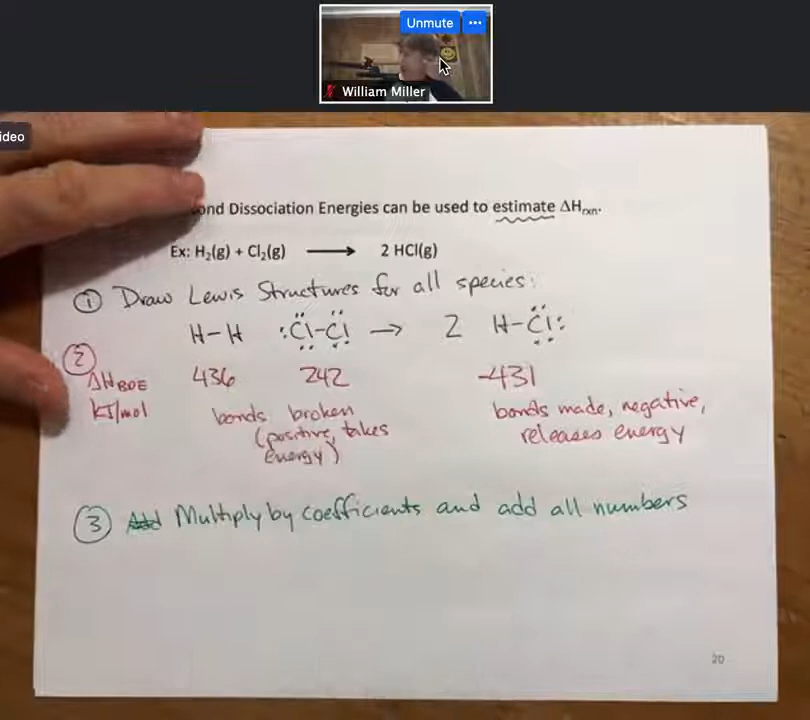 Unmute ...
William Miller
ideo
ond Dissociation Energies can be used to estimate ΔHrxn.
Ex: H₂(g) + Cl₂(g) ⟶ 2 HCl(g)
① Draw Lewis Structures for all species:
H-H :Cl-Cl: → 2 H-Cl:
②
ΔHBDE 436 242 -431
kJ/mol
bonds broken
(positive, takes
energy)
bonds made, negative,
releases energy
③ Add Multiply by coefficients and add all numbers
20